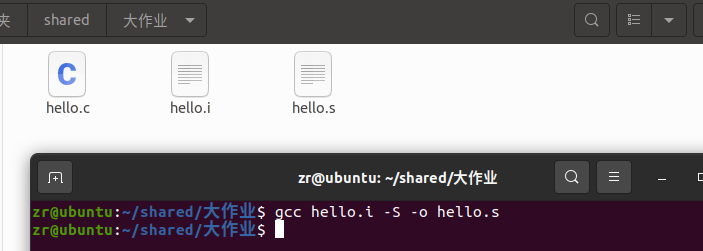 夹 shared 大作业
C
hello.c hello.i hello.s
zr@ubuntu: ~/shared/大作业
zr@ubuntu:~/shared/大作业$ gcc hello.i -S -o hello.s
zr@ubuntu:~/shared/大作业$